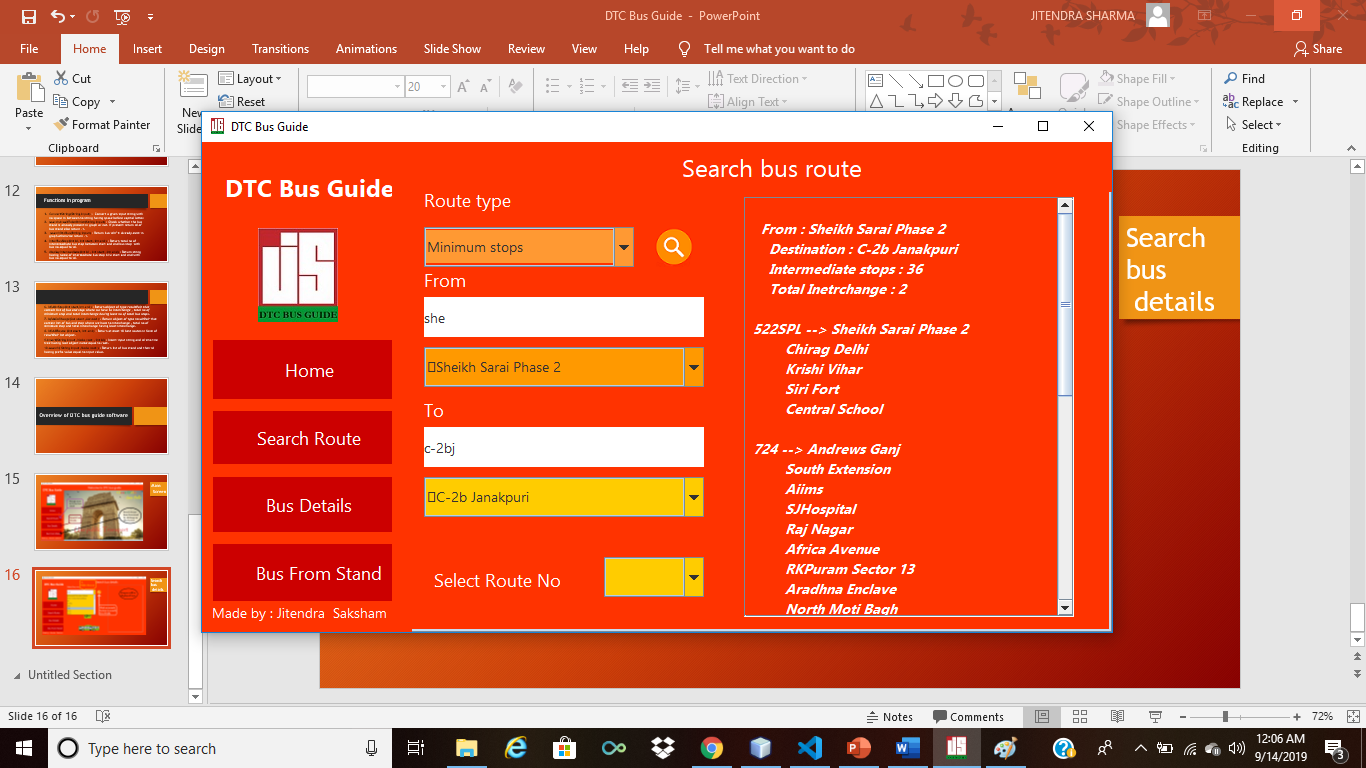 DTC Bus Guide - PowerPoint
JITENDRA SHARMA
File Home Insert Design Transitions Animations Slide Show Review View Help Tell me what you want to do Share
Paste
Cut
Copy
Format Painter
Clipboard
New
Slide
Layout
Reset
20
Text Direction
Align Text
Shape Fill
Shape Outline
Shape Effects
Find
Replace
Select
Editing
12
Functions in program
13
14
Overview of DTC bus guide software
15
16
Untitled Section
DTC Bus Guide
DTC Bus Guide
DTC BUS GUIDE
Home
Search Route
Bus Details
Bus From Stand
Made by : Jitendra Saksham
Search bus route
Route type
Minimum stops
From
she
Sheikh Sarai Phase 2
To
c-2bj
C-2b Janakpuri
Select Route No
From : Sheikh Sarai Phase 2
Destination : C-2b Janakpuri
Intermediate stops : 36
Total Inetrchange : 2
522SPL --> Sheikh Sarai Phase 2
Chirag Delhi
Krishi Vihar
Siri Fort
Central School
724 --> Andrews Ganj
South Extension
Aiims
SJHospital
Raj Nagar
Africa Avenue
RKPuram Sector 13
Aradhna Enclave
North Moti Bagh
Search
bus
details
Slide 16 of 16
Notes
Comments
72%
Type here to search
12:06 AM
9/14/2019
3